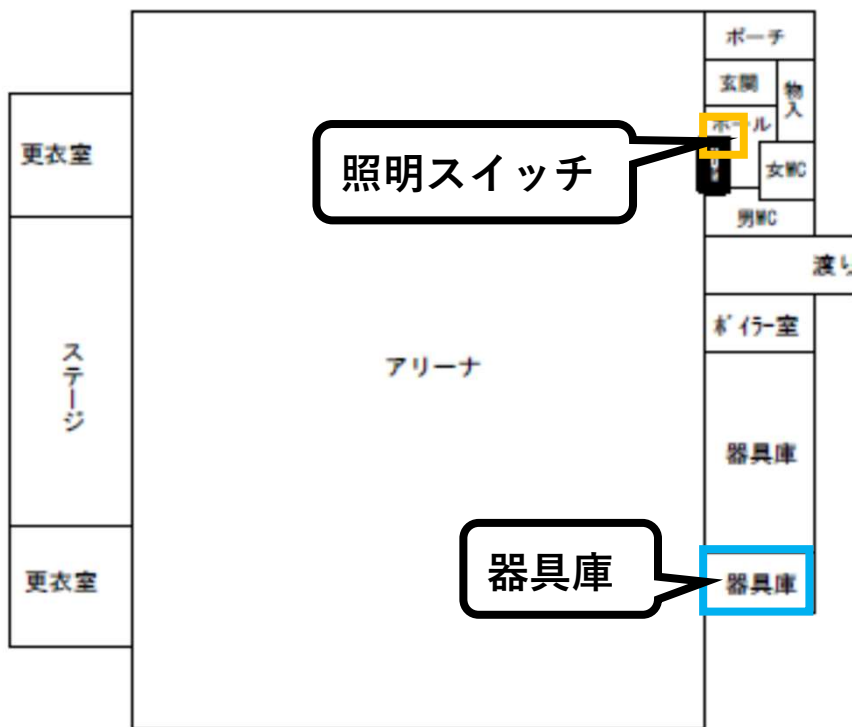 ポーチ
玄関
物入
ホール
照明スイッチ
更衣室
女WC
男WC
渡り
ボイラー室
ステージ
アリーナ
器具庫
器具庫
更衣室
器具庫